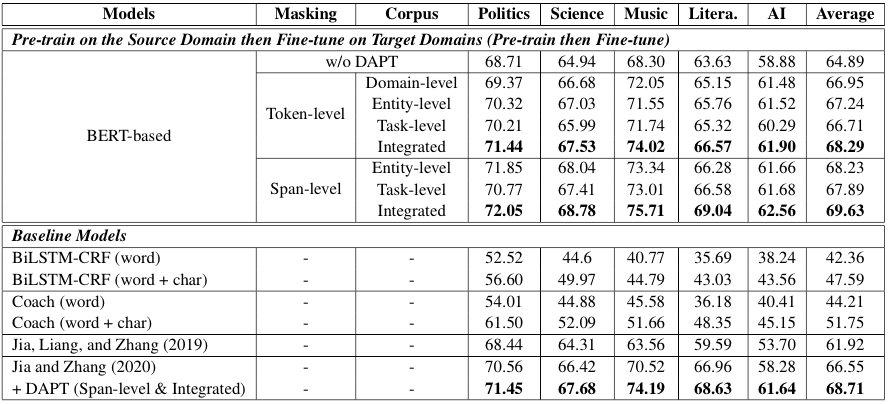 Models Masking Corpus Politics Science Music Litera. AI Average
Pre-train on the Source Domain then Fine-tune on Target Domains (Pre-train then Fine-tune)
BERT-based w/o DAPT 68.71 64.94 68.30 63.63 58.88 64.89
Token-level Domain-level 69.37 66.68 72.05 65.15 61.48 66.95
Entity-level 70.32 67.03 71.55 65.76 61.52 67.24
Task-level 70.21 65.99 71.74 65.32 60.29 66.71
Integrated 71.44 67.53 74.02 66.57 61.90 68.29
Span-level Entity-level 71.85 68.04 73.34 66.28 61.66 68.23
Task-level 70.77 67.41 73.01 66.58 61.68 67.89
Integrated 72.05 68.78 75.71 69.04 62.56 69.63
Baseline Models
BiLSTM-CRF (word) - - 52.52 44.6 40.77 35.69 38.24 42.36
BiLSTM-CRF (word + char) - - 56.60 49.97 44.79 43.03 43.56 47.59
Coach (word) - - 54.01 44.88 45.58 36.18 40.41 44.21
Coach (word + char) - - 61.50 52.09 51.66 48.35 45.15 51.75
Jia, Liang, and Zhang (2019) - - 68.44 64.31 63.56 59.59 53.70 61.92
Jia and Zhang (2020) - - 70.56 66.42 70.52 66.96 58.28 66.55
+ DAPT (Span-level & Integrated) - - 71.45 67.68 74.19 68.63 61.64 68.71